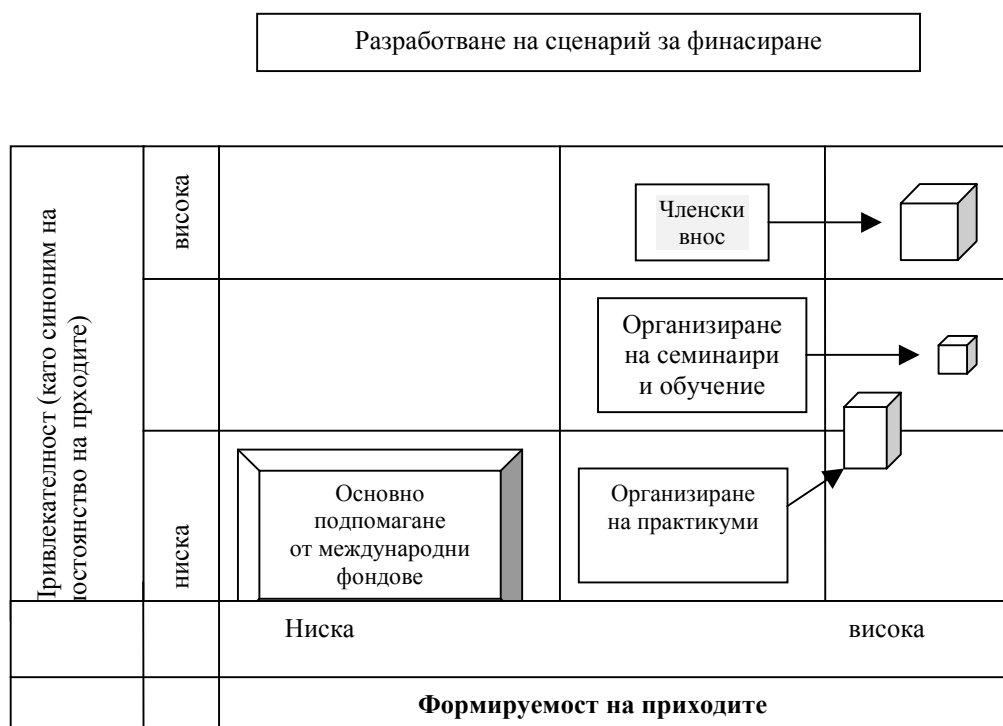 Разработване на сценарий за финасиране
Привлекателност (като синоним на
постоянство на прходите)
висока
Членски
внос
Организиране
на семинаири
и обучение
ниска
Основно
подпомагане
от международни
фондове
Организиране
на практикуми
Ниска
висока
Формируемост на приходите